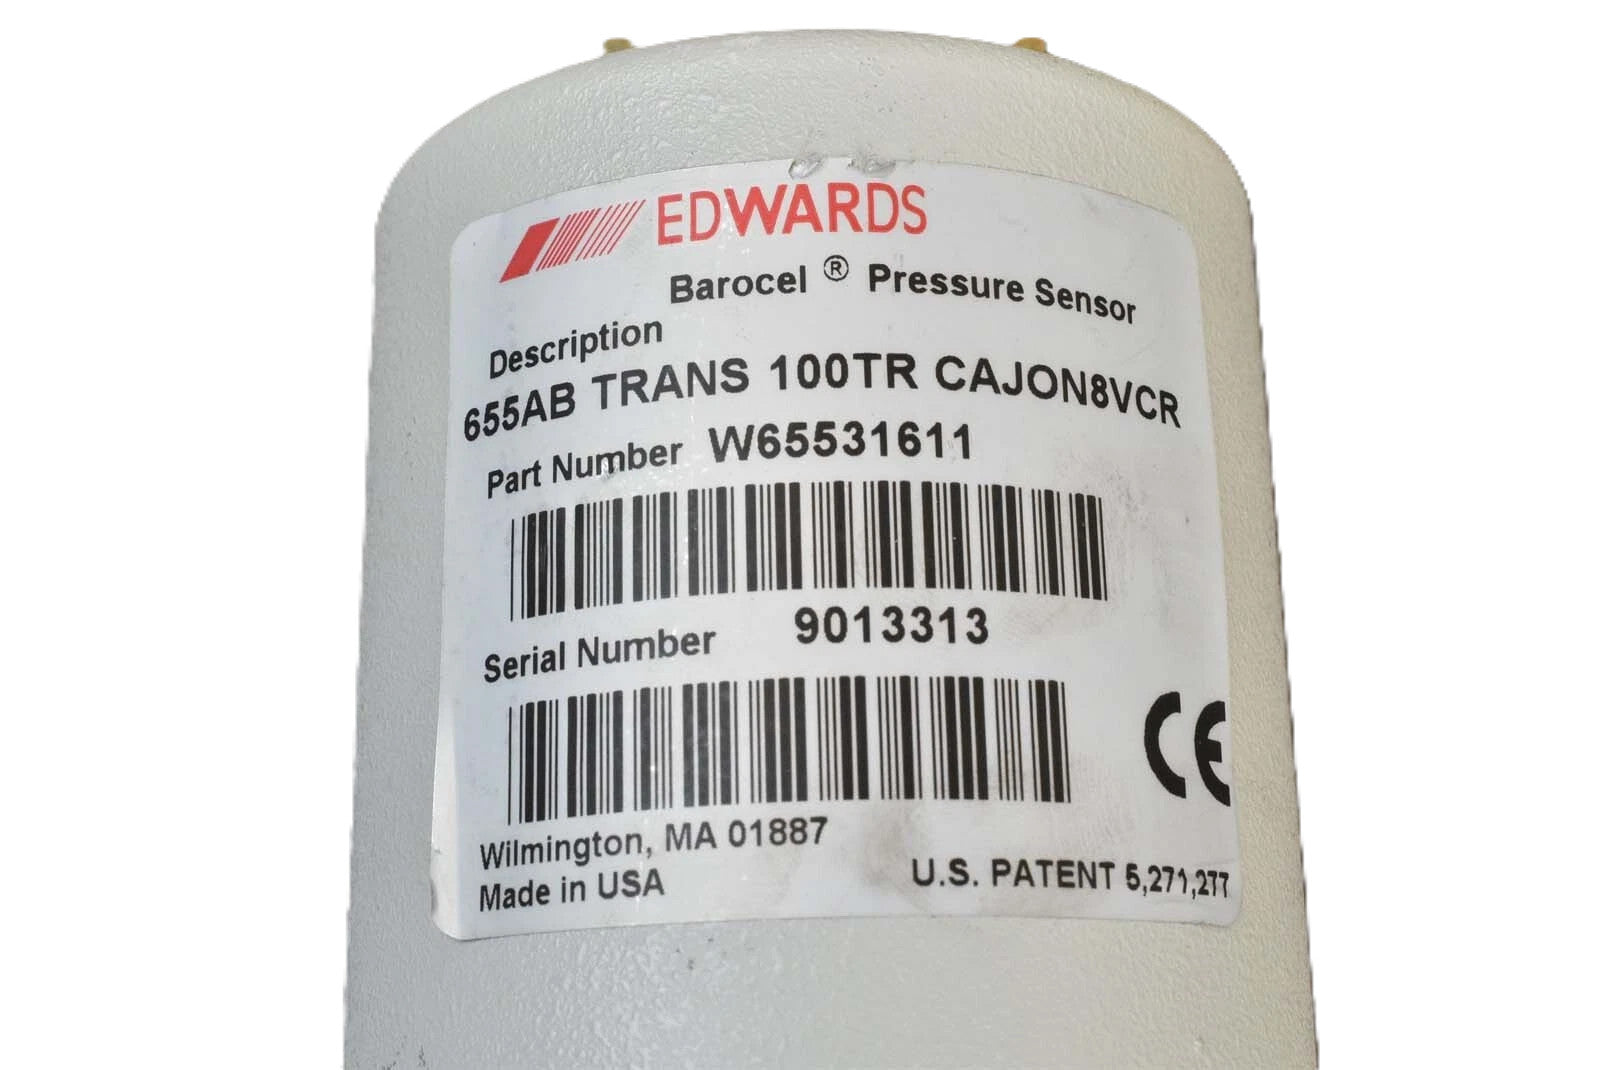 EDWARDS
Barocel ® Pressure Sensor
Description
655AB TRANS 100TR CAJON8VCR
Part Number W65531611
Serial Number 9013313
CE
Wilmington, MA 01887
Made in USA
U.S. PATENT 5,271,277